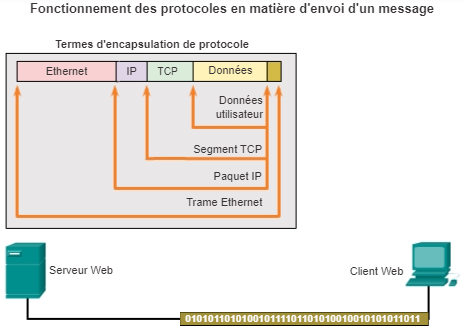 Fonctionnement des protocoles en matière d'envoi d'un message
Termes d'encapsulation de protocole
Ethernet IP TCP Données
Données
utilisateur
Segment TCP
Paquet IP
Trame Ethernet
Serveur Web
Client Web